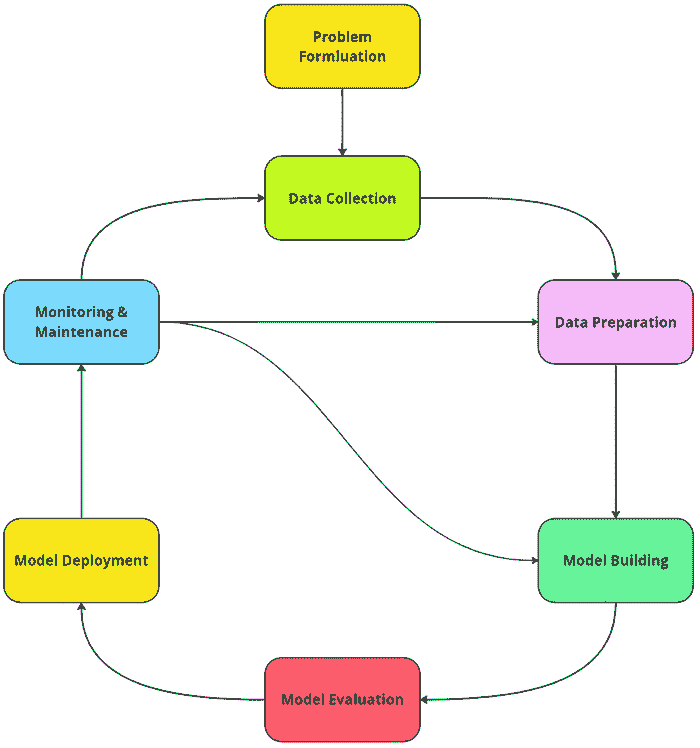 Problem
Formluation
Data Collection
Monitoring &
Maintenance
Data Preparation
Model Deployment
Model Building
Model Evaluation